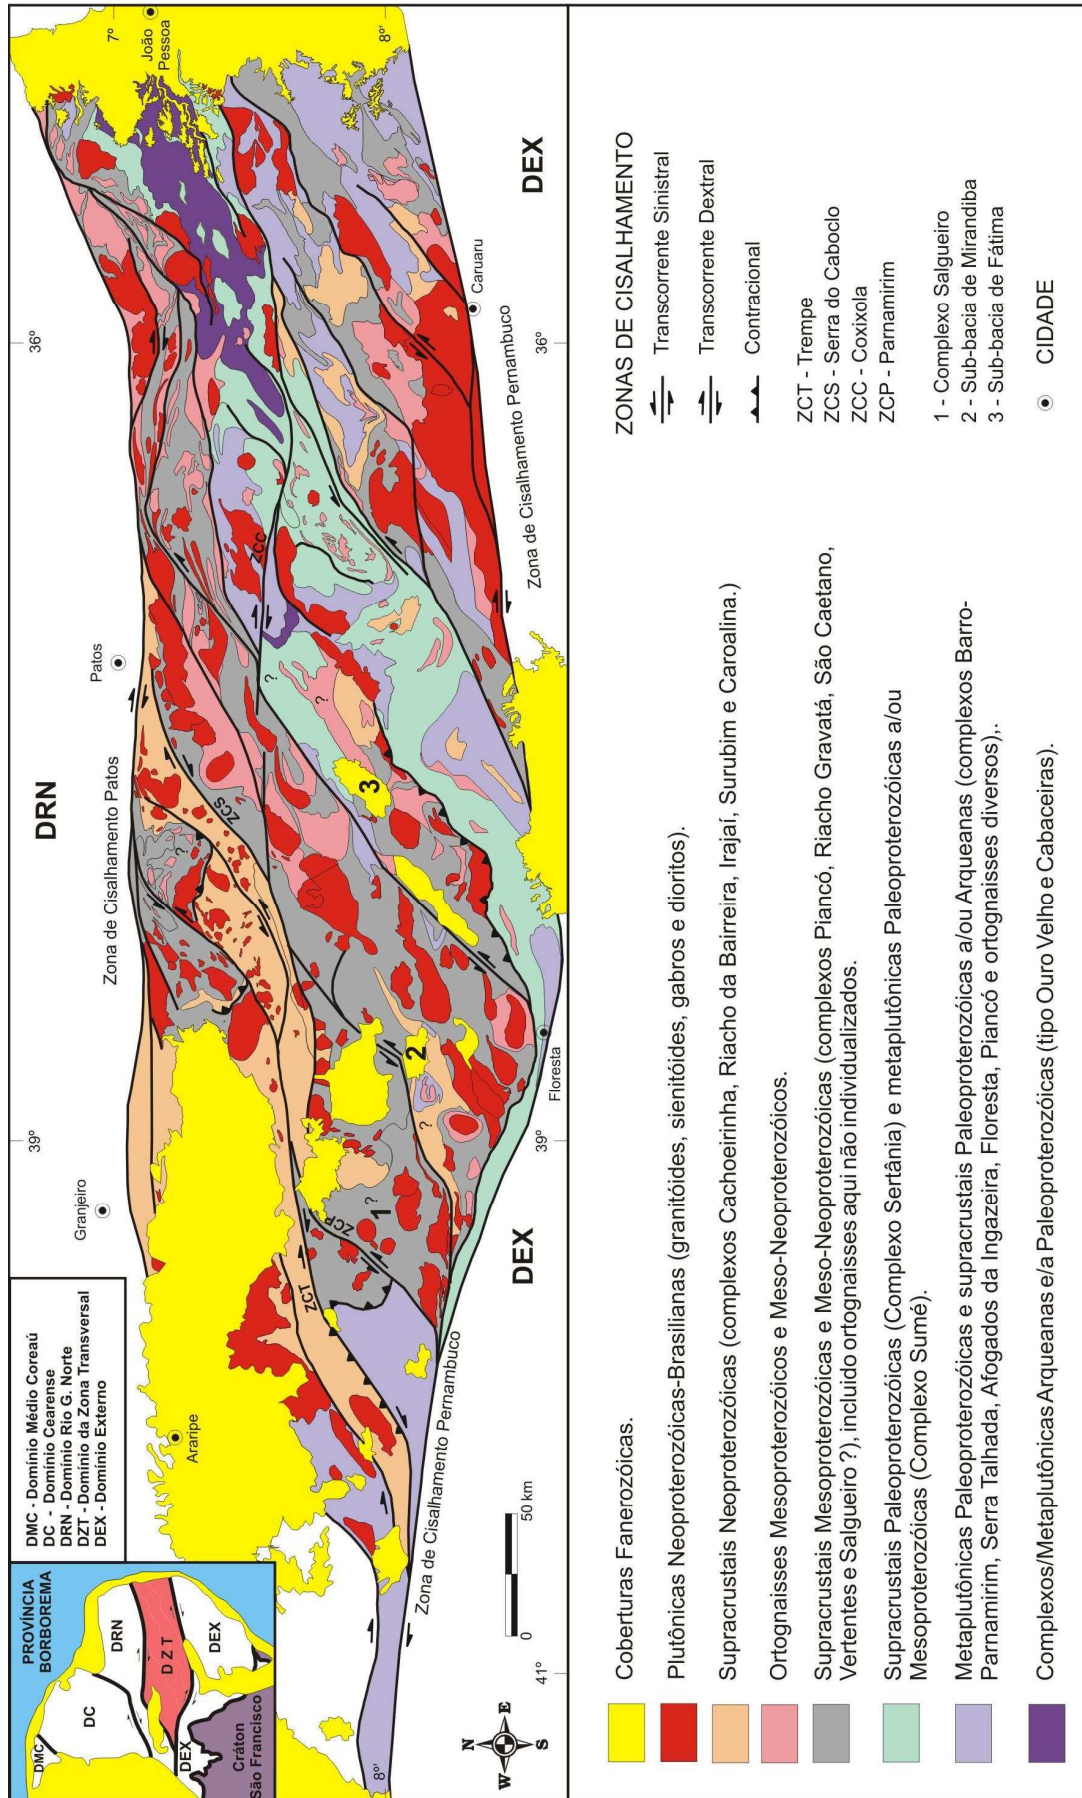 PROVÍNCIA
BORBOREMA
DMC
DC
DRN
DZT
DEX
DEX
Cráton
São Francisco
DMC - Domínio Médio Coreaú
DC - Domínio Cearense
DRN - Domínio Rio G. Norte
DZT - Domínio da Zona Transversal
DEX - Domínio Externo
DRN
Granjeiro
39º
Zona de Cisalhamento Patos
Patos
36º
7º
João
Pessoa
Araripe
ZCS
ZCC
ZCT
ZCP
1
2
3
?
?
?
?
?
8º
8º
DEX
DEX
Floresta
Caruaru
Zona de Cisalhamento Pernambuco
Zona de Cisalhamento Pernambuco
N
W
E
S
0
50 km
41º
39º
36º
Coberturas Fanerozóicas.
Plutônicas Neoproterozóicas-Brasilianas (granitóides, sienitóides, gabros e dioritos).
Supracrustais Neoproterozóicas (complexos Cachoeirinha, Riacho da Bairreira, Irajaí, Surubim e Caroalina.)
Ortognaisses Mesoproterozóicos e Meso-Neoproterozóicos.
Supracrustais Mesoproterozóicas e Meso-Neoproterozóicas (complexos Piancó, Riacho Gravatá, São Caetano,
Vertentes e Salgueiro ?), incluido ortognaisses aqui não individualizados.
Supracrustais Paleoproterozóicas (Complexo Sertânia) e metaplutônicas Paleoproterozóicas a/ou
Mesoproterozóicas (Complexo Sumé).
Metaplutônicas Paleoproterozóicas e supracrustais Paleoproterozóicas a/ou Arqueanas (complexos Barro-
Parnamirim, Serra Talhada, Afogados da Ingazeira, Floresta, Piancó e ortognaisses diversos),.
Complexos/Metaplutônicas Arqueanas e/a Paleoproterozóicas (tipo Ouro Velho e Cabaceiras).
ZONAS DE CISALHAMENTO
Transcorrente Sinistral
Transcorrente Dextral
Contracional
ZCT - Trempe
ZCS - Serra do Caboclo
ZCC - Coxixola
ZCP - Parnamirim
1 - Complexo Salgueiro
2 - Sub-bacia de Mirandiba
3 - Sub-bacia de Fátima
CIDADE